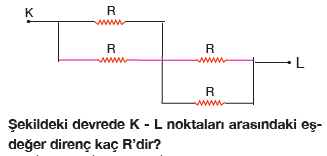 K
R
R
R
L
R
Şekildeki devrede K - L noktaları arasındaki eş-
değer direnç kaç R'dir?